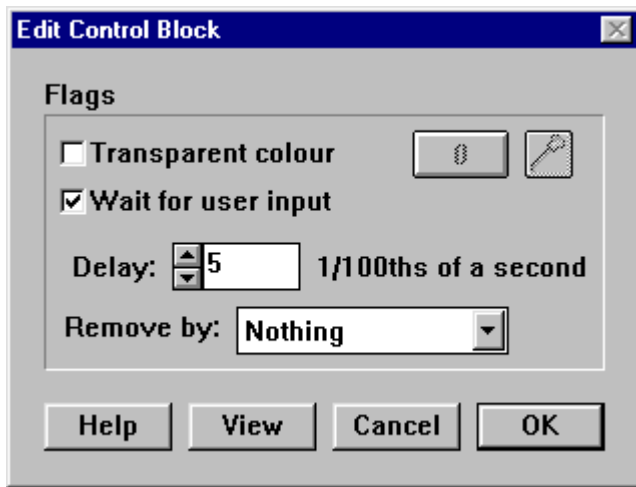 Edit Control Block
Flags
Transparent colour 0
Wait for user input
Delay: 5 1/100ths of a second
Remove by: Nothing
Help View Cancel OK